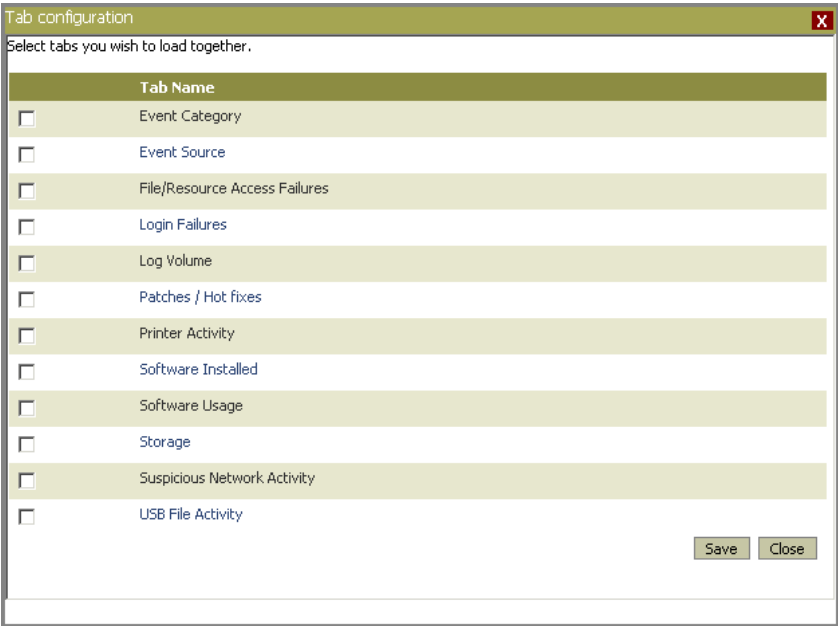 Tab configuration
X
Select tabs you wish to load together.
Tab Name
Event Category
Event Source
File/Resource Access Failures
Login Failures
Log Volume
Patches / Hot fixes
Printer Activity
Software Installed
Software Usage
Storage
Suspicious Network Activity
USB File Activity
Save Close